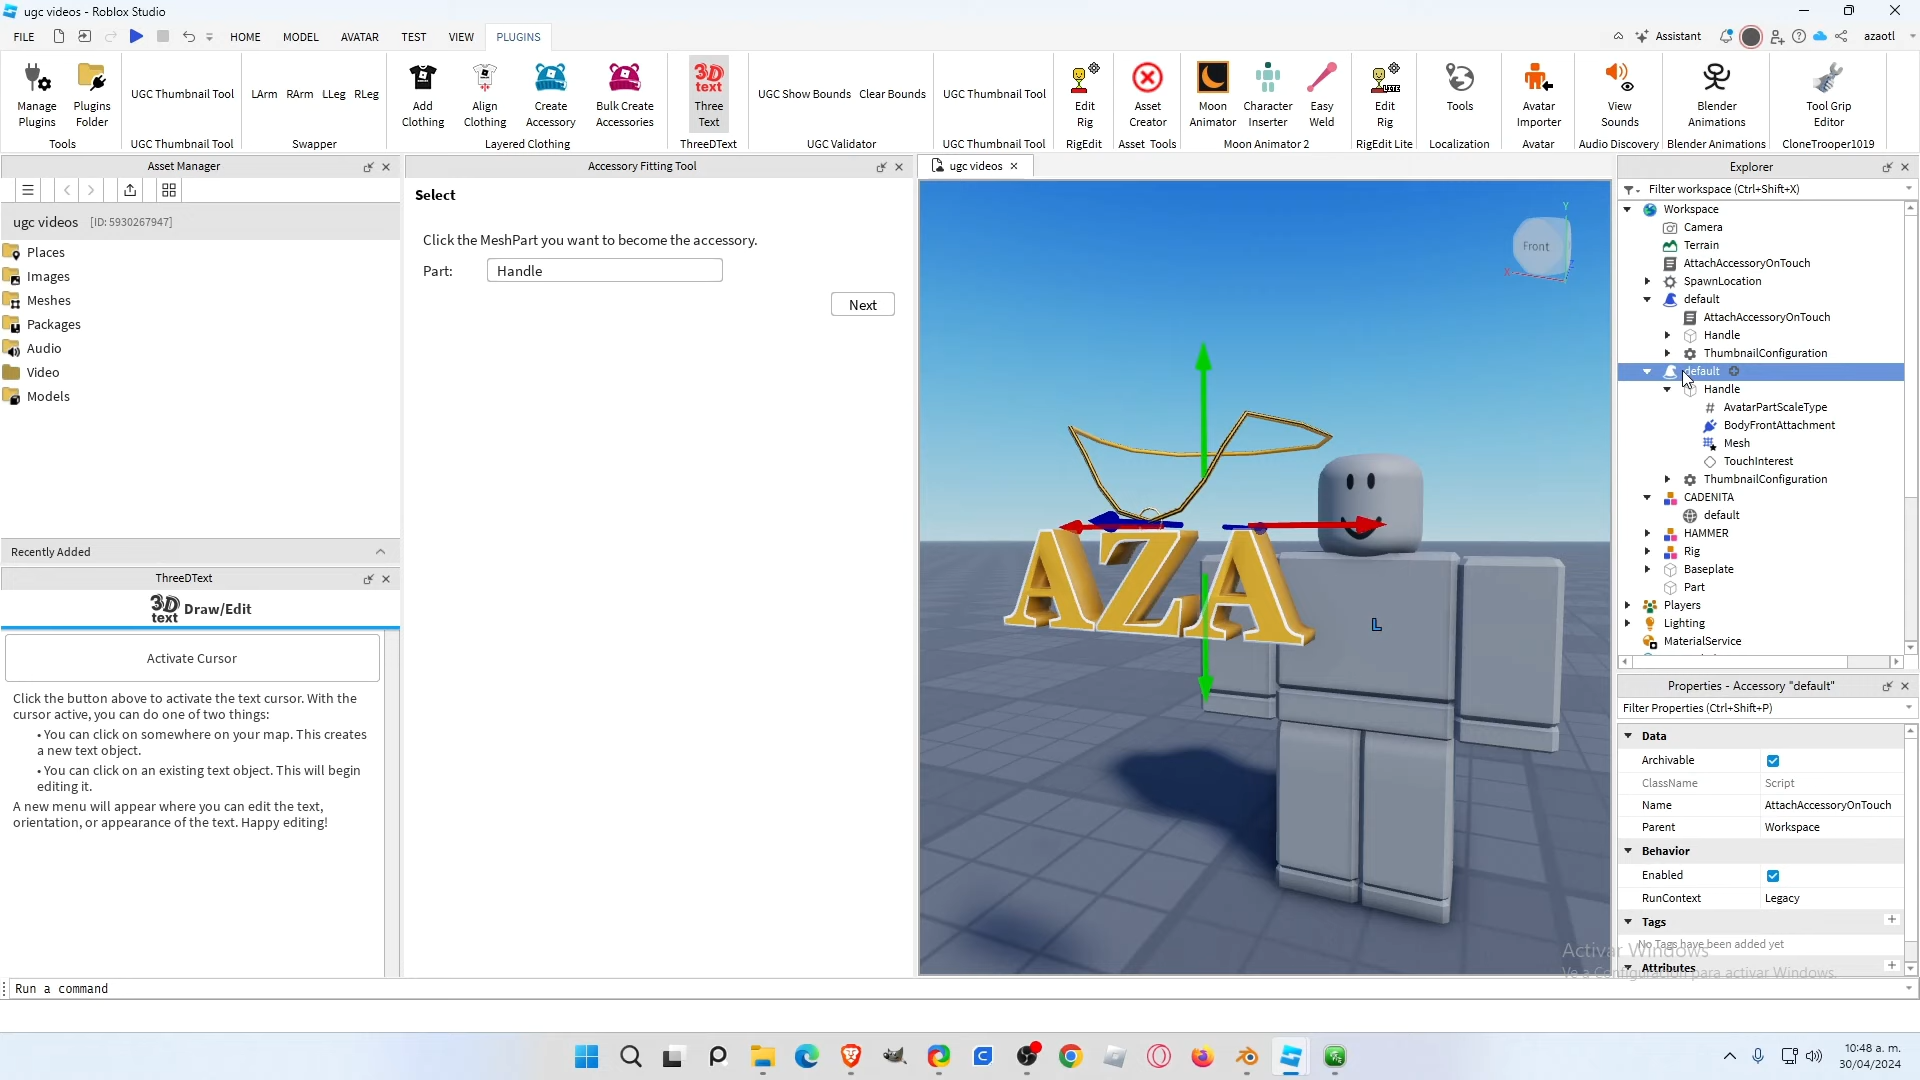 ugc videos - Roblox Studio
FILE HOME MODEL AVATAR TEST VIEW PLUGINS Assistant azaotl
Manage Plugins
Plugins Folder
Tools
UGC Thumbnail Tool
UGC Thumbnail Tool
LArm RArm LLeg RLeg
Swapper
Add Clothing
Align Clothing
Create Accessory
Bulk Create Accessories
Layered Clothing
3D text
Three Text
ThreeDText
UGC Show Bounds Clear Bounds
UGC Validator
UGC Thumbnail Tool
UGC Thumbnail Tool
Edit Rig
RigEdit
Asset Creator
Asset Tools
Moon Animator
Character Inserter
Easy Weld
Moon Animator 2
LITE
Edit Rig
RigEdit Lite
Tools
Localization
Avatar Importer
Avatar
View Sounds
Audio Discovery
Blender Animations
Blender Animations
Tool Grip Editor
CloneTrooper1019
Asset Manager
ugc videos [ID: 5930267947]
Places
Images
Meshes
Packages
Audio
Video
Models
Recently Added
ThreeDText
3D text Draw/Edit
Activate Cursor
Click the button above to activate the text cursor. With the
cursor active, you can do one of two things:
• You can click on somewhere on your map. This creates
a new text object.
• You can click on an existing text object. This will begin
editing it.
A new menu will appear where you can edit the text,
orientation, or appearance of the text. Happy editing!
Accessory Fitting Tool
Select
Click the MeshPart you want to become the accessory.
Part: Handle
Next
ugc videos
Y
Front
X
Z
AZA
L
Explorer
Filter workspace (Ctrl+Shift+X)
Workspace
Camera
Terrain
AttachAccessoryOnTouch
SpawnLocation
default
AttachAccessoryOnTouch
Handle
ThumbnailConfiguration
default
Handle
AvatarPartScaleType
BodyFrontAttachment
Mesh
TouchInterest
ThumbnailConfiguration
CADENITA
default
HAMMER
Rig
Baseplate
Part
Players
Lighting
MaterialService
Properties - Accessory "default"
Filter Properties (Ctrl+Shift+P)
Data
Archivable
ClassName Script
Name AttachAccessoryOnTouch
Parent Workspace
Behavior
Enabled
RunContext Legacy
Tags
No Tags have been added yet
Attributes
Activar Windows
Ve a Configuración para activar Windows.
Run a command
10:48 a. m.
30/04/2024